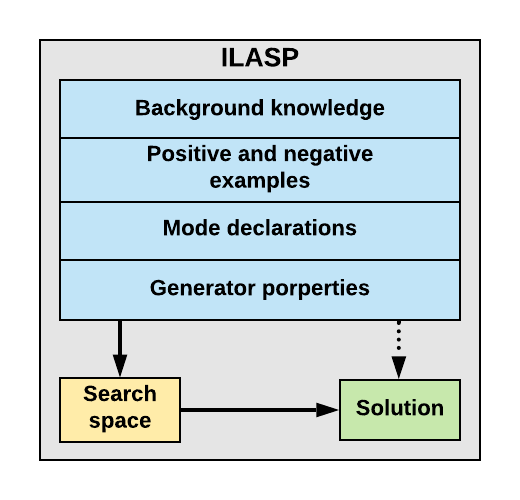 ILASP
Background knowledge
Positive and negative
examples
Mode declarations
Generator porperties
Search
space
Solution